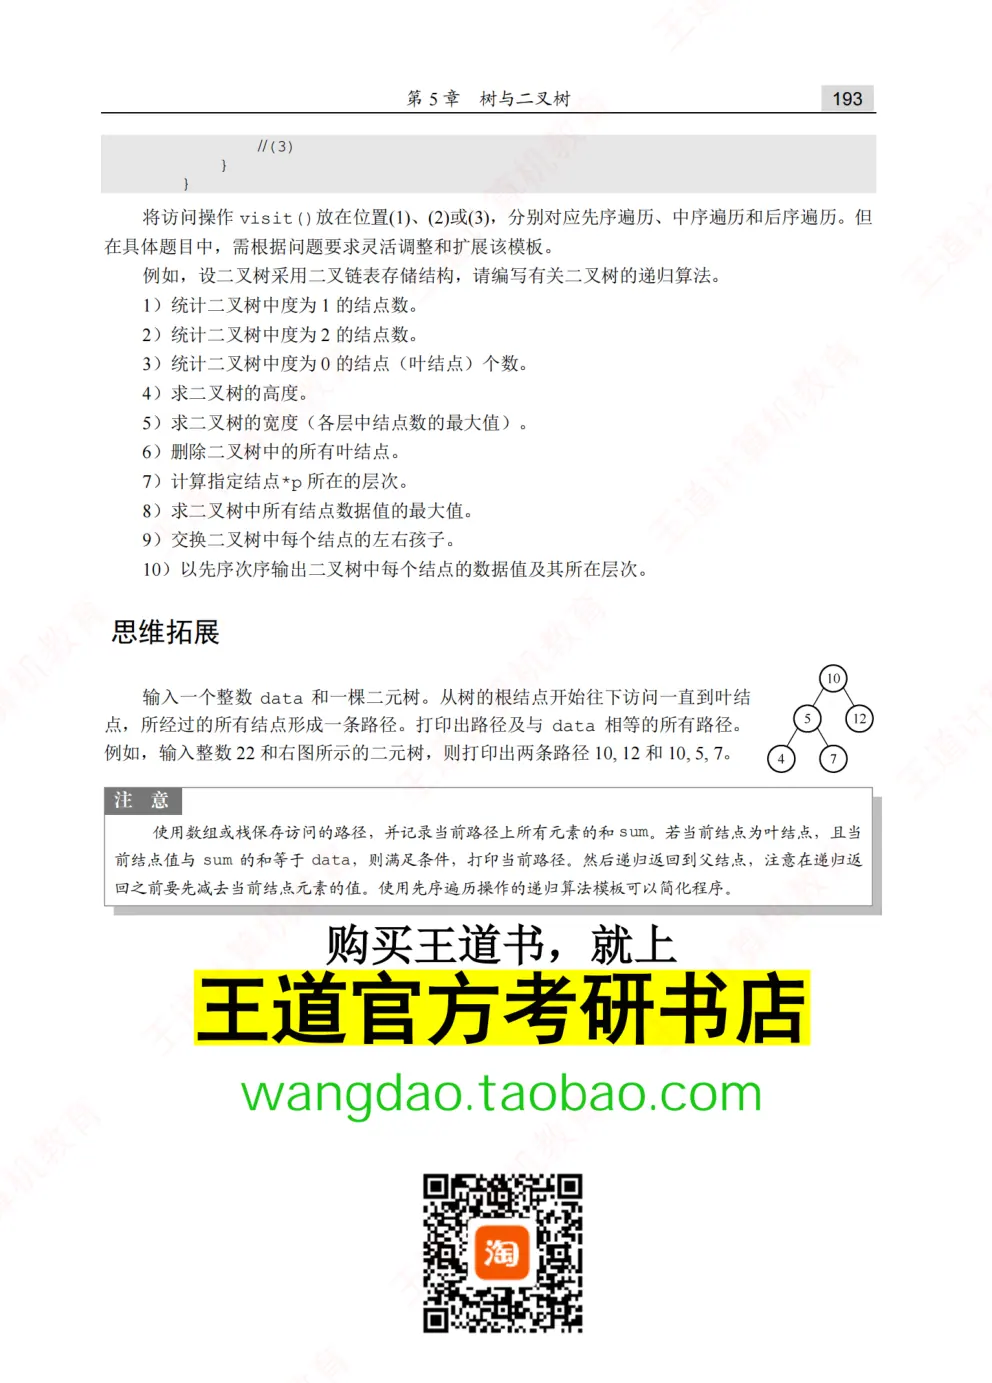 第 5 章 树与二叉树 193
//(3)
}
}
将访问操作 visit()放在位置(1)、(2)或(3)，分别对应先序遍历、中序遍历和后序遍历。但
在具体题目中，需根据问题要求灵活调整和扩展该模板。
例如，设二叉树采用二叉链表存储结构，请编写有关二叉树的递归算法。
1）统计二叉树中度为 1 的结点数。
2）统计二叉树中度为 2 的结点数。
3）统计二叉树中度为 0 的结点（叶结点）个数。
4）求二叉树的高度。
5）求二叉树的宽度（各层中结点数的最大值）。
6）删除二叉树中的所有叶结点。
7）计算指定结点*p 所在的层次。
8）求二叉树中所有结点数据值的最大值。
9）交换二叉树中每个结点的左右孩子。
10）以先序次序输出二叉树中每个结点的数据值及其所在层次。
思维拓展
输入一个整数 data 和一棵二元树。从树的根结点开始往下访问一直到叶结
点，所经过的所有结点形成一条路径。打印出路径及与 data 相等的所有路径。
例如，输入整数 22 和右图所示的二元树，则打印出两条路径 10, 12 和 10, 5, 7。
10
5 12
4 7
注 意
使用数组或栈保存访问的路径，并记录当前路径上所有元素的和 sum。若当前结点为叶结点，且当
前结点值与 sum 的和等于 data，则满足条件，打印当前路径。然后递归返回到父结点，注意在递归返
回之前要先减去当前结点元素的值。使用先序遍历操作的递归算法模板可以简化程序。
购买王道书，就上
王道官方考研书店
wangdao.taobao.com
淘
王道计算机教育